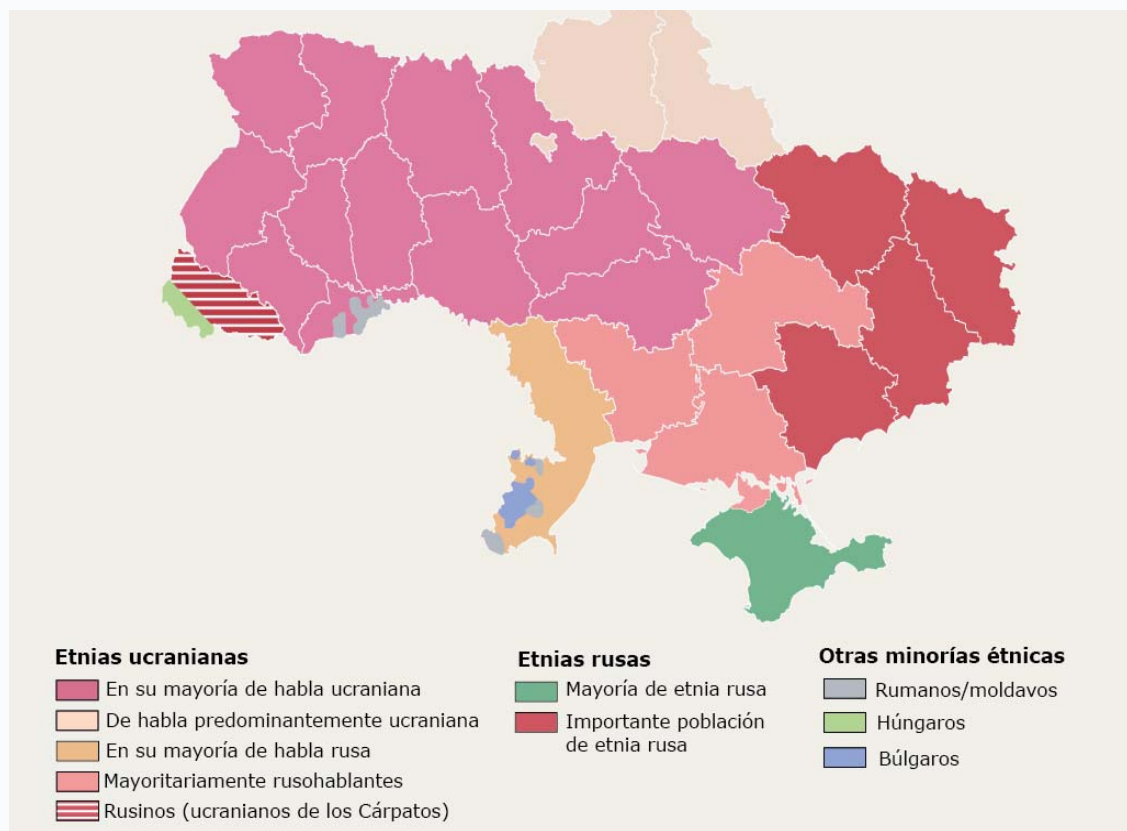 Etnias ucranianas
En su mayoría de habla ucraniana
De habla predominantemente ucraniana
En su mayoría de habla rusa
Mayoritariamente rusohablantes
Rusinos (ucranianos de los Cárpatos)
Etnias rusas
Mayoría de etnia rusa
Importante población
de etnia rusa
Otras minorías étnicas
Rumanos/moldavos
Húngaros
Búlgaros